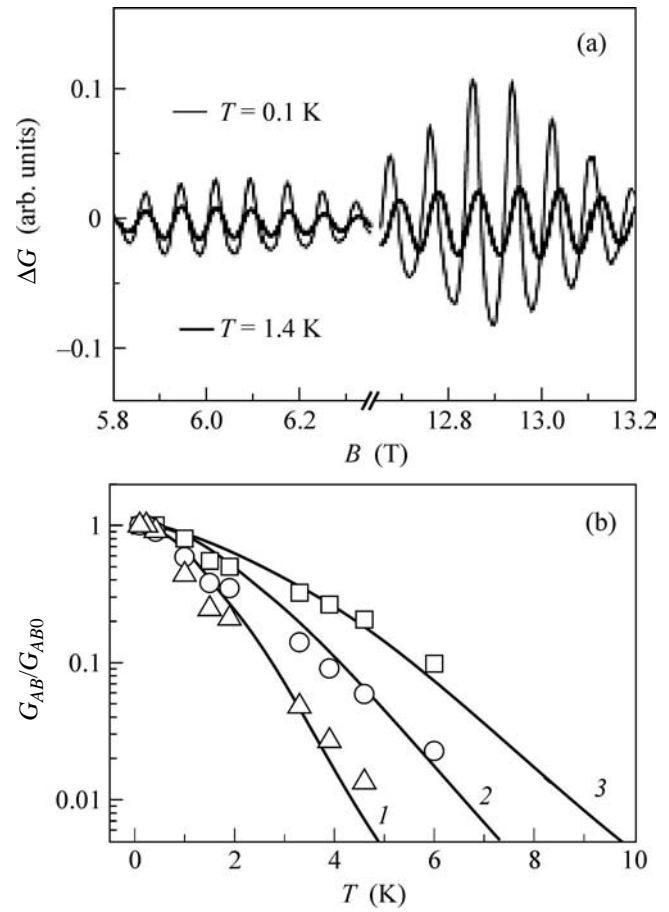 (a)
0.1
T = 0.1 K
0
ΔG (arb. units)
T = 1.4 K
–0.1
5.8 6.0 6.2 12.8 13.0 13.2
B (T)
(b)
1
G_AB/G_AB0
0.1
0.01
1 2 3
0 2 4 6 8 10
T (K)